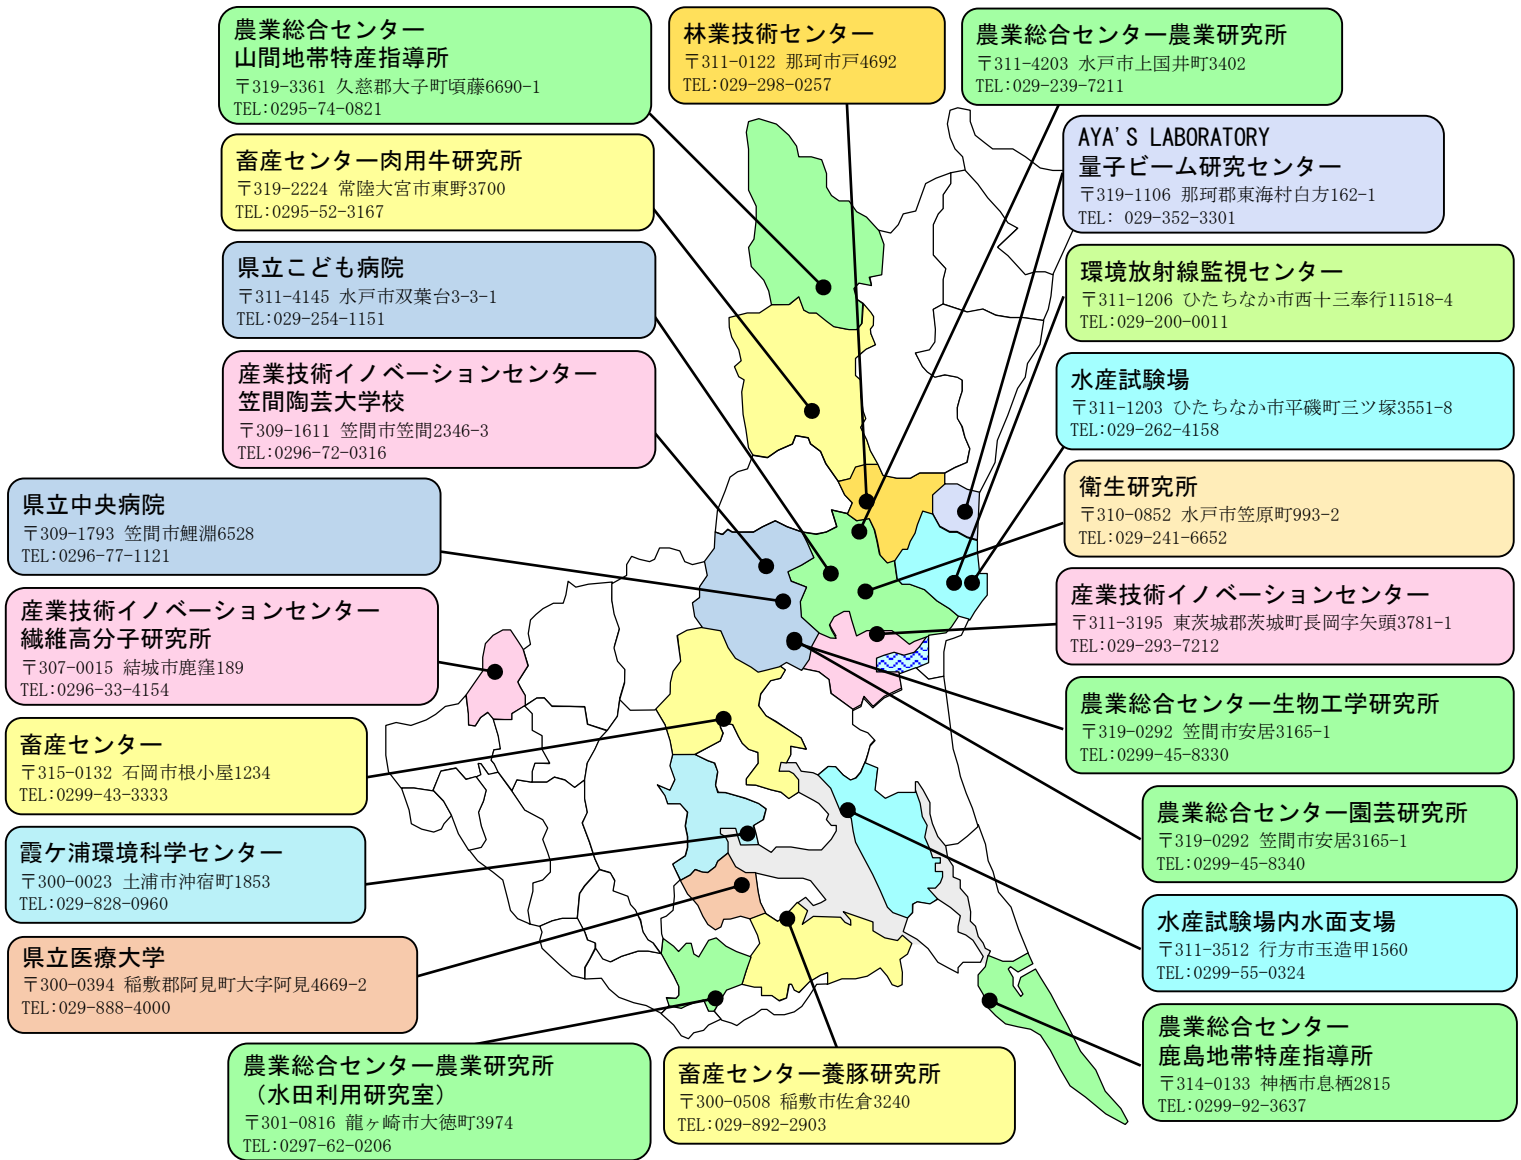 農業総合センター
山間地帯特産指導所
〒319-3361 久慈郡大子町頃藤6690-1
TEL:0295-74-0821
林業技術センター
〒311-0122 那珂市戸4692
TEL:029-298-0257
農業総合センター農業研究所
〒311-4203 水戸市上国井町3402
TEL:029-239-7211
畜産センター肉用牛研究所
〒319-2224 常陸大宮市東野3700
TEL:0295-52-3167
AYA'S LABORATORY
量子ビーム研究センター
〒319-1106 那珂郡東海村白方162-1
TEL: 029-352-3301
県立こども病院
〒311-4145 水戸市双葉台3-3-1
TEL:029-254-1151
環境放射線監視センター
〒311-1206 ひたちなか市西十三奉行11518-4
TEL:029-200-0011
産業技術イノベーションセンター
笠間陶芸大学校
〒309-1611 笠間市笠間2346-3
TEL:0296-72-0316
水産試験場
〒311-1203 ひたちなか市平磯町三ツ塚3551-8
TEL:029-262-4158
県立中央病院
〒309-1793 笠間市鯉淵6528
TEL:0296-77-1121
衛生研究所
〒310-0852 水戸市笠原町993-2
TEL:029-241-6652
産業技術イノベーションセンター
繊維高分子研究所
〒307-0015 結城市鹿窪189
TEL:0296-33-4154
産業技術イノベーションセンター
〒311-3195 東茨城郡茨城町長岡字矢頭3781-1
TEL:029-293-7212
畜産センター
〒315-0132 石岡市根小屋1234
TEL:0299-43-3333
農業総合センター生物工学研究所
〒319-0292 笠間市安居3165-1
TEL:0299-45-8330
霞ケ浦環境科学センター
〒300-0023 土浦市沖宿町1853
TEL:029-828-0960
農業総合センター園芸研究所
〒319-0292 笠間市安居3165-1
TEL:0299-45-8340
県立医療大学
〒300-0394 稲敷郡阿見町大字阿見4669-2
TEL:029-888-4000
水産試験場内水面支場
〒311-3512 行方市玉造甲1560
TEL:0299-55-0324
農業総合センター農業研究所
（水田利用研究室）
〒301-0816 龍ヶ崎市大徳町3974
TEL:0297-62-0206
畜産センター養豚研究所
〒300-0508 稲敷市佐倉3240
TEL:029-892-2903
農業総合センター
鹿島地帯特産指導所
〒314-0133 神栖市息栖2815
TEL:0299-92-3637